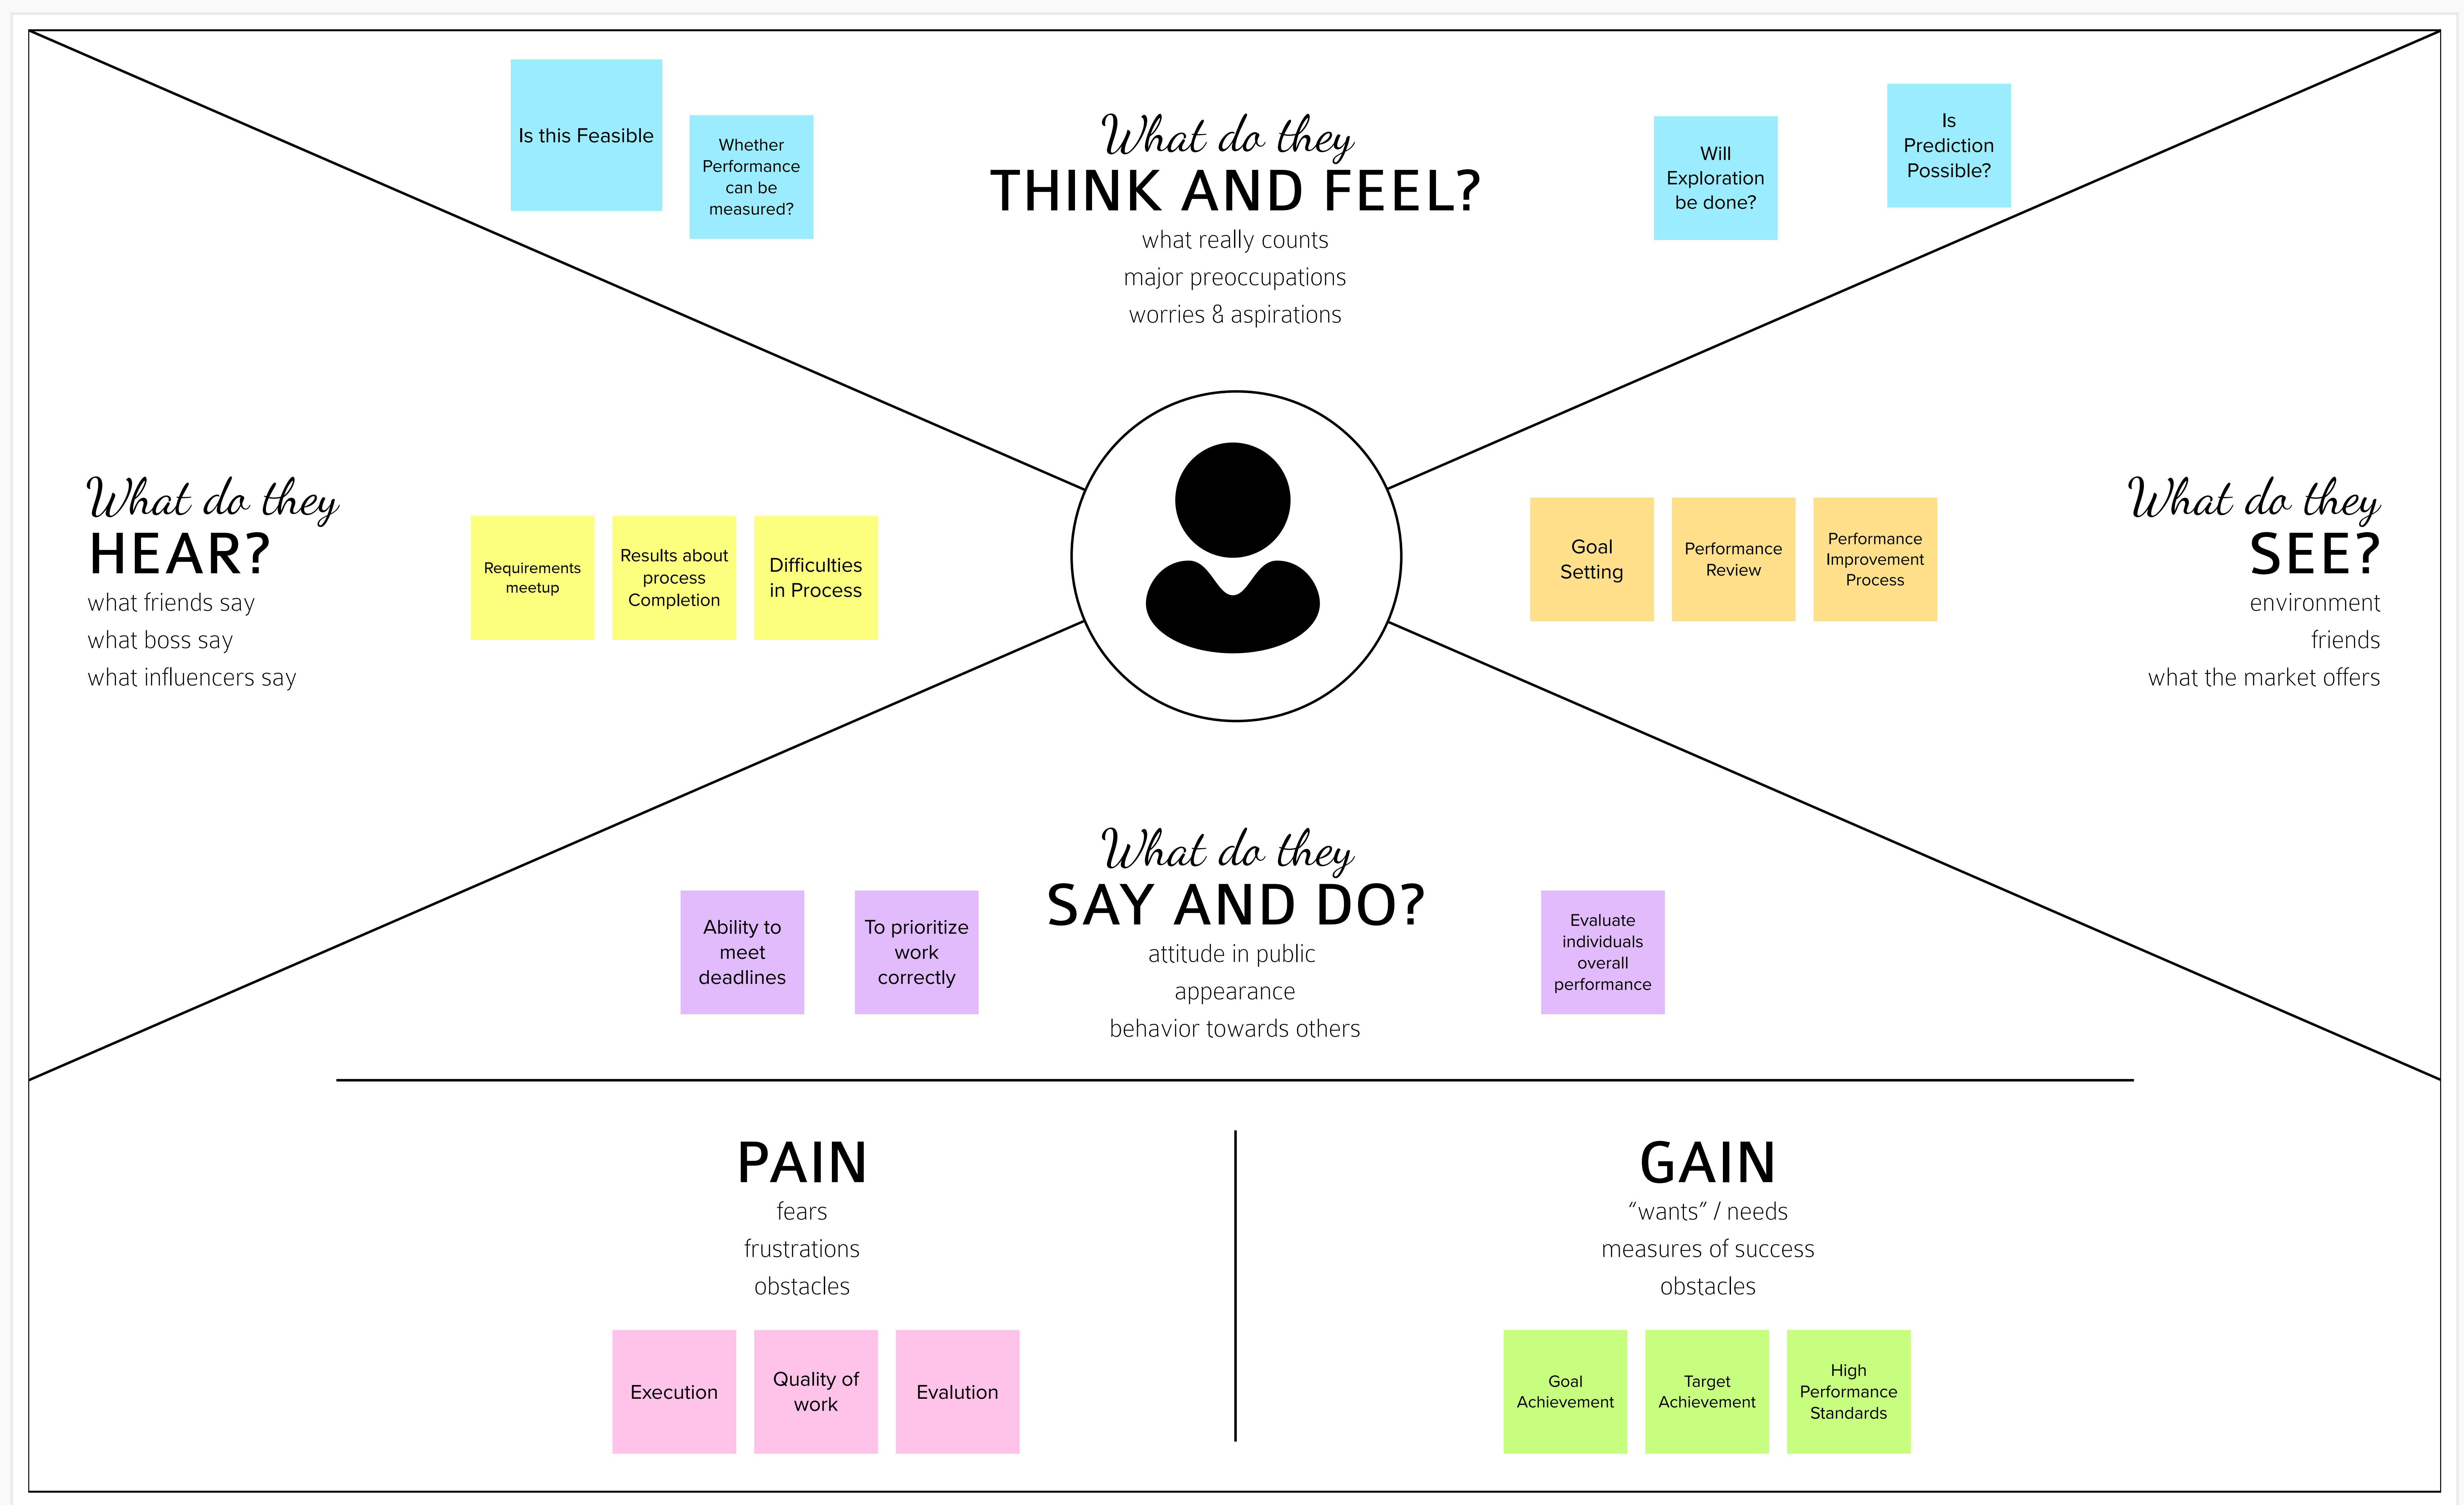 Is this Feasible
Whether
Performance
can be
measured?
What do they
THINK AND FEEL?
what really counts
major preoccupations
worries & aspirations
Will
Exploration
be done?
Is
Prediction
Possible?
What do they
HEAR?
what friends say
what boss say
what influencers say
Requirements
meetup
Results about
process
Completion
Difficulties
in Process
Goal
Setting
Performance
Review
Performance
Improvement
Process
What do they
SEE?
environment
friends
what the market offers
Ability to
meet
deadlines
To prioritize
work
correctly
What do they
SAY AND DO?
attitude in public
appearance
behavior towards others
Evaluate
individuals
overall
performance
PAIN
fears
frustrations
obstacles
Execution
Quality of
work
Evalution
GAIN
“wants” / needs
measures of success
obstacles
Goal
Achievement
Target
Achievement
High
Performance
Standards